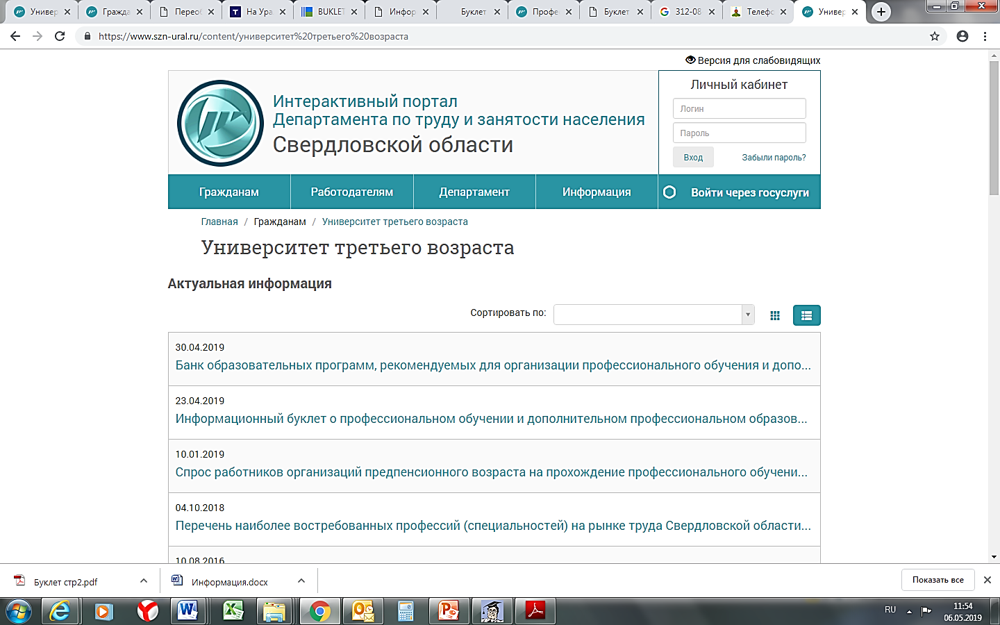 Универ
Гражда
Переоб
На Ура
BUKLET
Инфор
Буклет
Профе
Буклет
312-08
Телефо
Универ
https://www.szn-ural.ru/content/университет%20третьего%20возраста
Версия для слабовидящих
Интерактивный портал
Департамента по труду и занятости населения
Свердловской области
Личный кабинет
Логин
Пароль
Вход
Забыли пароль?
Гражданам
Работодателям
Департамент
Информация
Войти через госуслуги
Главная / Гражданам / Университет третьего возраста
Университет третьего возраста
Актуальная информация
Сортировать по:
30.04.2019
Банк образовательных программ, рекомендуемых для организации профессионального обучения и допо...
23.04.2019
Информационный буклет о профессиональном обучении и дополнительном профессиональном образов...
10.01.2019
Спрос работников организаций предпенсионного возраста на прохождение профессионального обучени...
04.10.2018
Перечень наиболее востребованных профессий (специальностей) на рынке труда Свердловской области...
10.08.2016
Буклет стр2.pdf
Информация.docx
Показать все
RU
11:54
06.05.2019